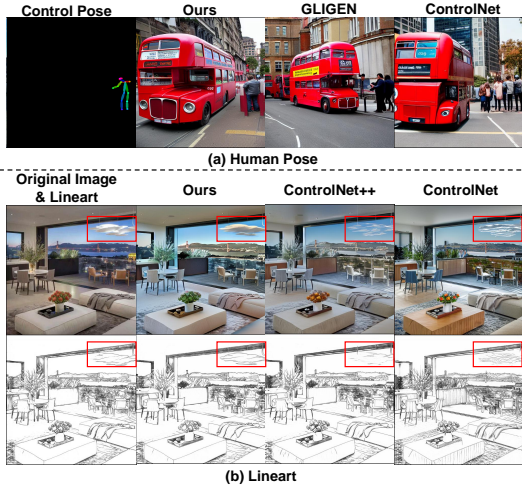 Control Pose Ours GLIGEN ControlNet
(a) Human Pose
Original Image
& Lineart Ours ControlNet++ ControlNet
(b) Lineart